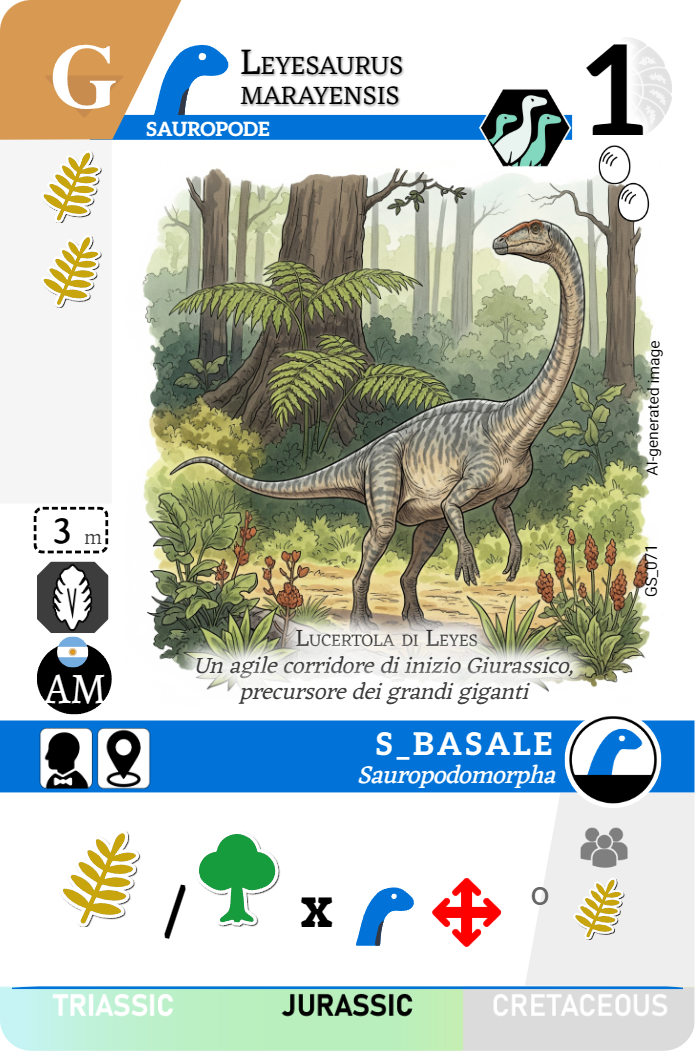 G
LEYESAURUS
MARAYENSIS
1
SAUROPODE
AI-generated image
3 m
V
AM
GS_071
LUCERTOLA DI LEYES
Un agile corridore di inizio Giurassico,
precursore dei grandi giganti
S_BASALE
Sauropodomorpha
/ x o
TRIASSIC JURASSIC CRETACEOUS